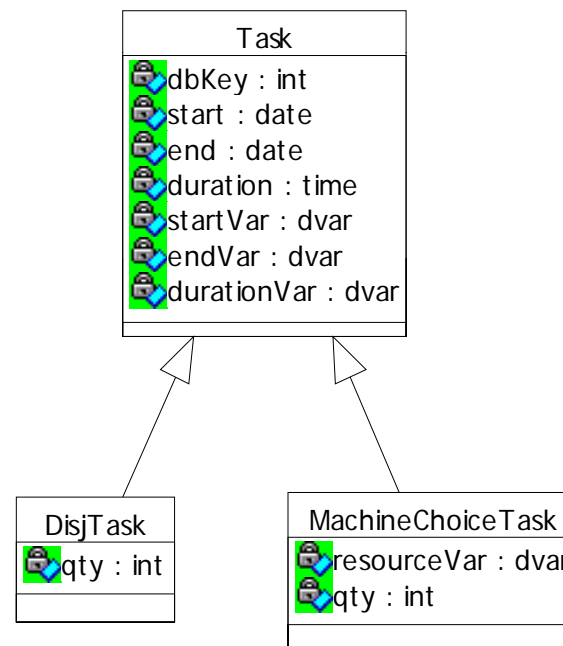 Task
dbKey : int
start : date
end : date
duration : time
startVar : dvar
endVar : dvar
durationVar : dvar
DisjTask
qty : int
MachineChoiceTask
resourceVar : dvar
qty : int